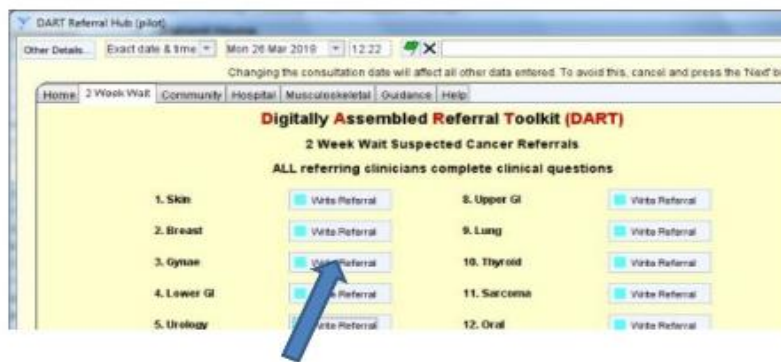 DART Referral Hub (pilot)
Other Details... Exact date & time Mon 26 Mar 2018 12:22
Changing the consultation date will affect all other data entered. To avoid this, cancel and press the 'Next' b
Home 2 Week Wait Community Hospital Musculoskeletal Guidance Help
Digitally Assembled Referral Toolkit (DART)
2 Week Wait Suspected Cancer Referrals
ALL referring clinicians complete clinical questions
1. Skin Write Referral 8. Upper GI Write Referral
2. Breast Write Referral 9. Lung Write Referral
3. Gynae Write Referral 10. Thyroid Write Referral
4. Lower GI Referral 11. Sarcoma Write Referral
5. Urology Write Referral 12. Oral Write Referral